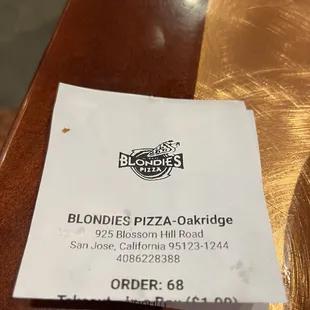 BLONDIES
PIZZA
BLONDIES PIZZA-Oakridge
925 Blossom Hill Road
San Jose, California 95123-1244
4086228388
ORDER: 68